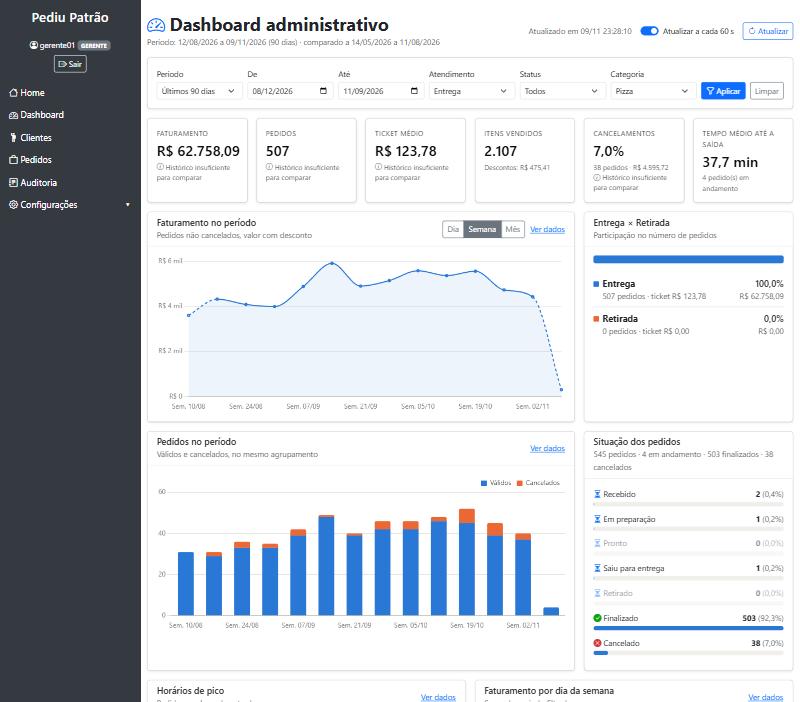 Pediu Patrão
gerente01 GERENTE
Sair
Home
Dashboard
Clientes
Pedidos
Auditoria
Configurações
Dashboard administrativo
Período: 12/08/2026 a 09/11/2026 (90 dias) · comparado a 14/05/2026 a 11/08/2026
Atualizado em 09/11 23:28:10
Atualizar a cada 60 s
Atualizar
Período
Últimos 90 dias
De
08/12/2026
Até
11/09/2026
Atendimento
Entrega
Status
Todos
Categoria
Pizza
Aplicar
Limpar
FATURAMENTO
R$ 62.758,09
Histórico insuficiente
para comparar
PEDIDOS
507
Histórico insuficiente
para comparar
TICKET MÉDIO
R$ 123,78
Histórico insuficiente
para comparar
ITENS VENDIDOS
2.107
Descontos: R$ 475,41
CANCELAMENTOS
7,0%
38 pedidos · R$ 4.595,72
Histórico insuficiente
para comparar
TEMPO MÉDIO ATÉ A
SAÍDA
37,7 min
4 pedido(s) em
andamento
Faturamento no período
Pedidos não cancelados, valor com desconto
Dia Semana Mês
Ver dados
R$ 6 mil
R$ 4 mil
R$ 2 mil
R$ 0
Sem. 10/08 Sem. 24/08 Sem. 07/09 Sem. 21/09 Sem. 05/10 Sem. 19/10 Sem. 02/11
Entrega × Retirada
Participação no número de pedidos
Entrega 100,0%
507 pedidos · ticket R$ 123,78 R$ 62.758,09
Retirada 0,0%
0 pedidos · ticket R$ 0,00 R$ 0,00
Pedidos no período
Válidos e cancelados, no mesmo agrupamento
Ver dados
Válidos Cancelados
60
40
20
0
Sem. 10/08 Sem. 24/08 Sem. 07/09 Sem. 21/09 Sem. 05/10 Sem. 19/10 Sem. 02/11
Situação dos pedidos
545 pedidos · 4 em andamento · 503 finalizados · 38
cancelados
Recebido 2 (0,4%)
Em preparação 1 (0,2%)
Pronto 0 (0,0%)
Saiu para entrega 1 (0,2%)
Retirado 0 (0,0%)
Finalizado 503 (92,3%)
Cancelado 38 (7,0%)
Horários de pico
Ver dados
Faturamento por dia da semana
Ver dados